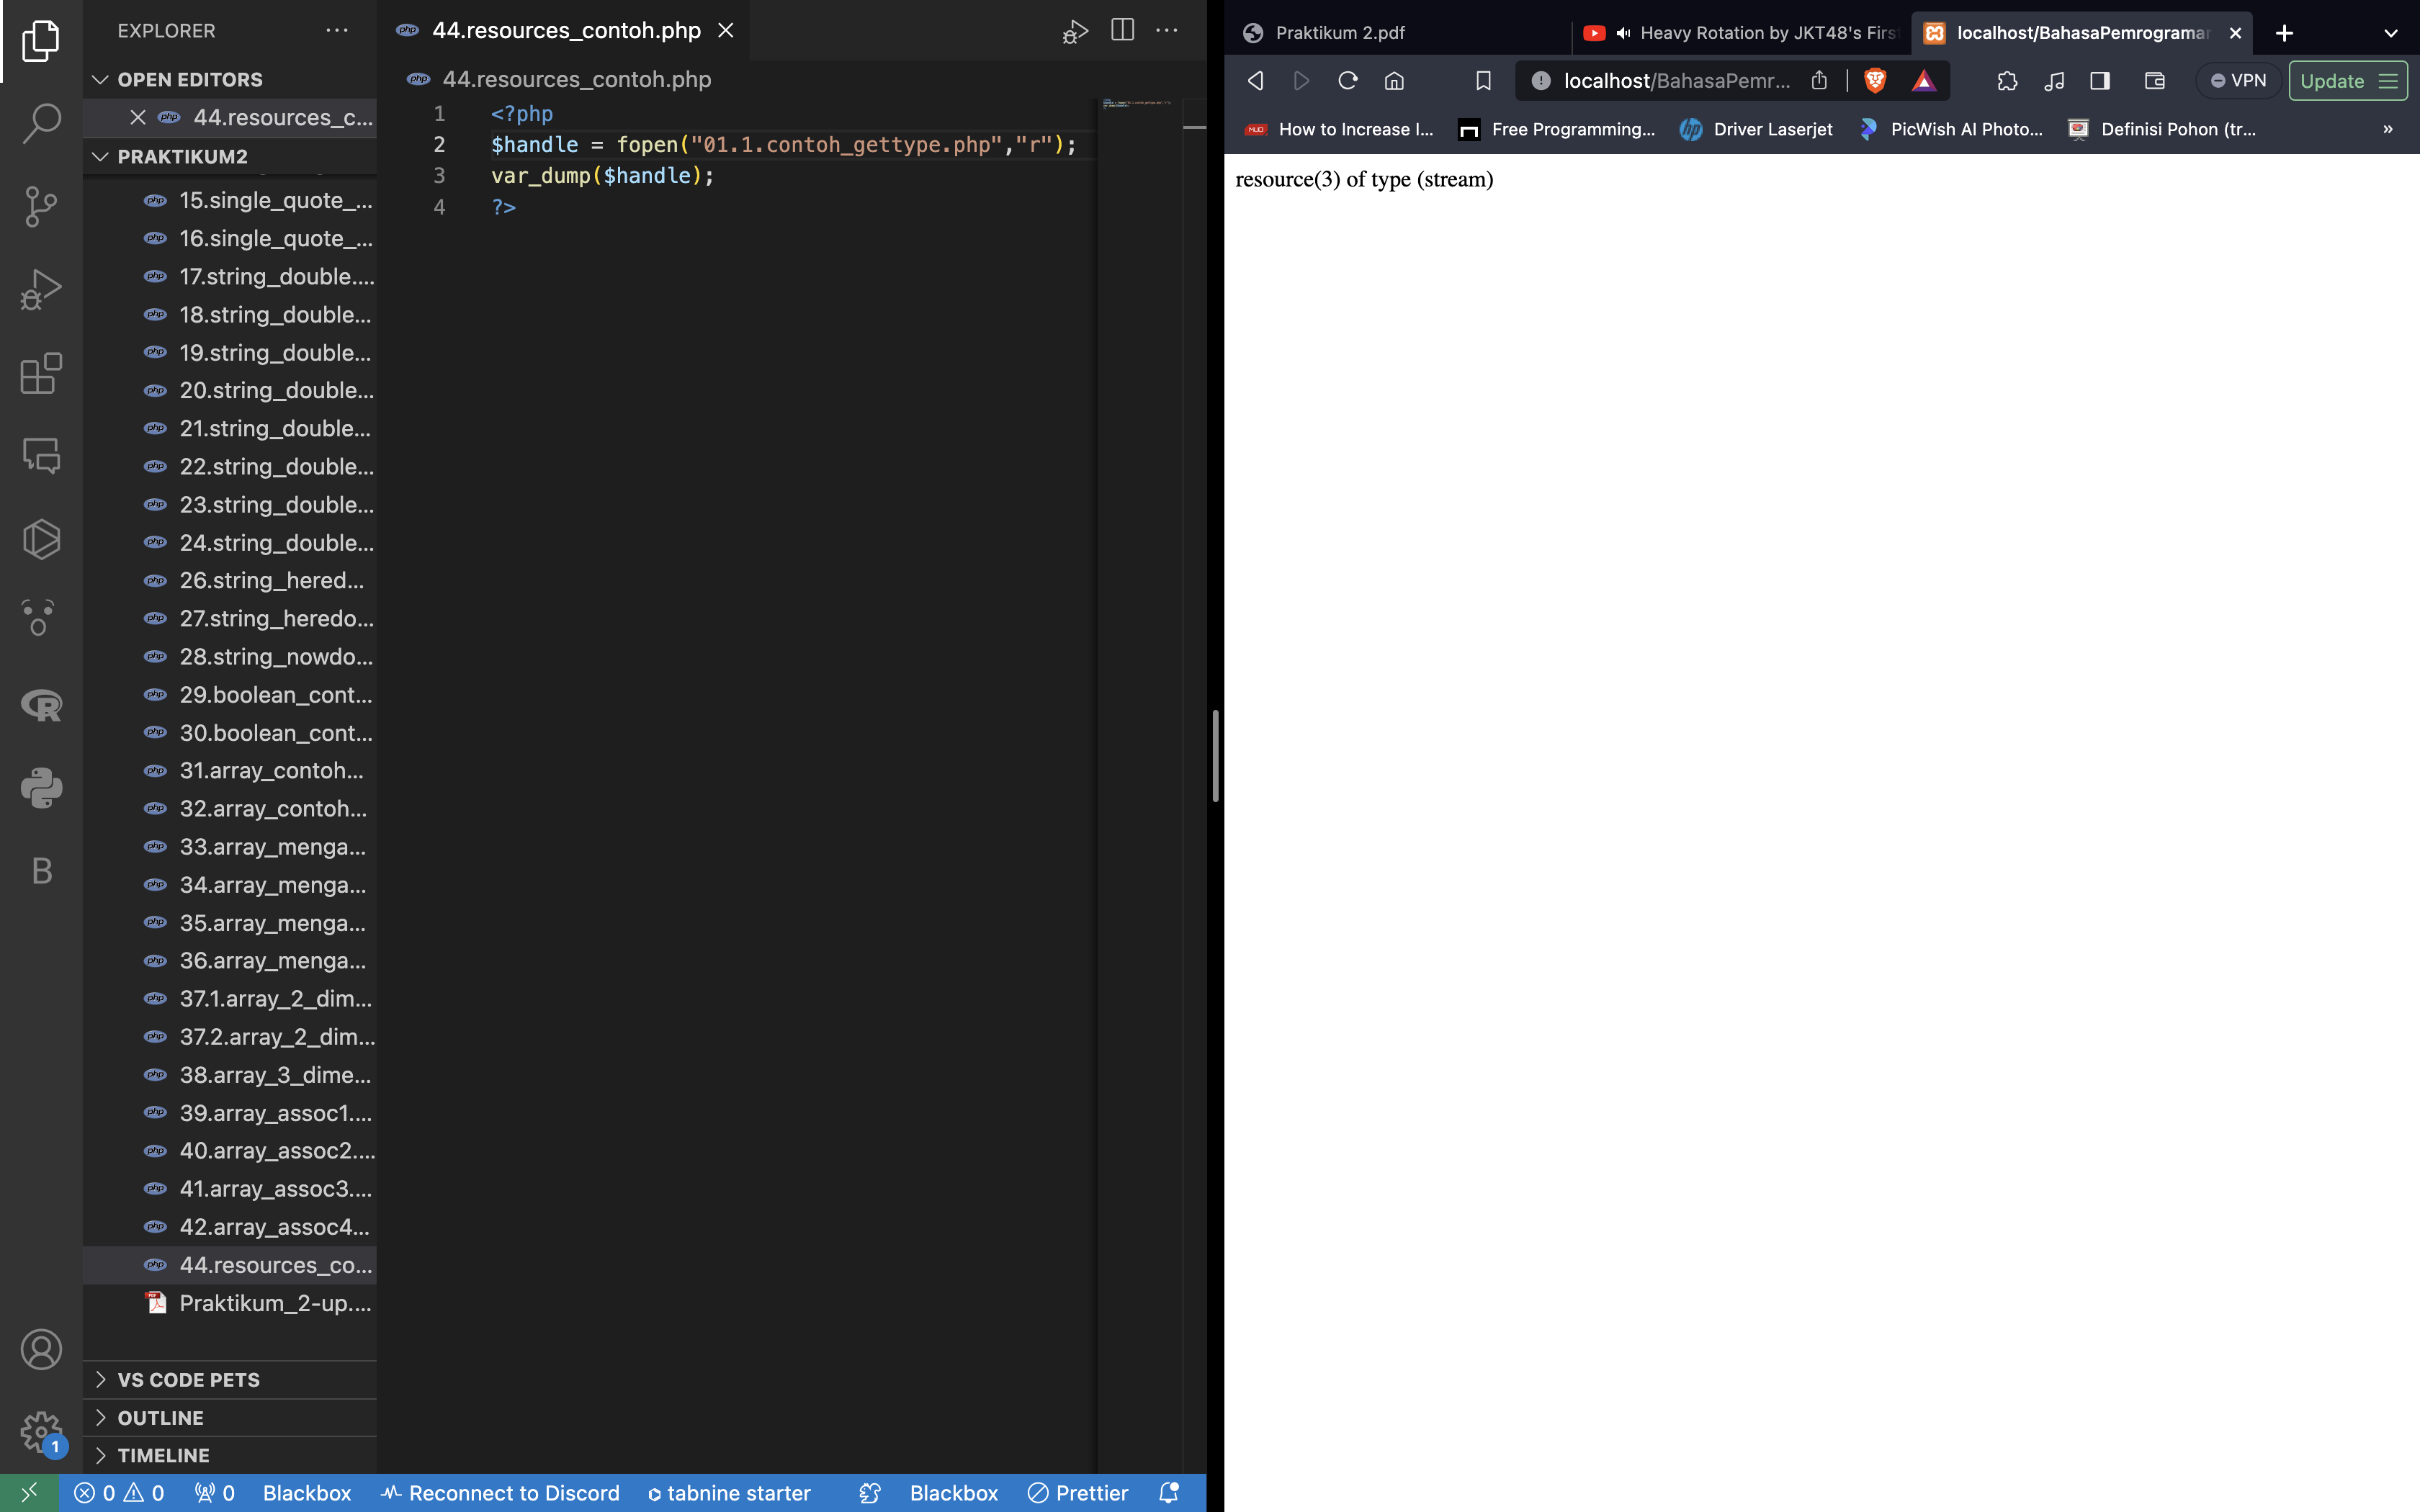 EXPLORER
OPEN EDITORS
44.resources_c...
PRAKTIKUM2
15.single_quote_...
16.single_quote_...
17.string_double....
18.string_double...
19.string_double...
20.string_double...
21.string_double...
22.string_double...
23.string_double...
24.string_double...
26.string_hered...
27.string_heredo...
28.string_nowdo...
29.boolean_cont...
30.boolean_cont...
31.array_contoh...
32.array_contoh...
33.array_menga...
34.array_menga...
35.array_menga...
36.array_menga...
37.1.array_2_dim...
37.2.array_2_dim...
38.array_3_dime...
39.array_assoc1....
40.array_assoc2....
41.array_assoc3....
42.array_assoc4...
44.resources_co...
Praktikum_2-up....
VS CODE PETS
OUTLINE
TIMELINE
B
1
44.resources_contoh.php
44.resources_contoh.php
1 <?php
2 $handle = fopen("01.1.contoh_gettype.php","r");
3 var_dump($handle);
4 ?>
0 0 0 Blackbox Reconnect to Discord tabnine starter Blackbox Prettier
Praktikum 2.pdf Heavy Rotation by JKT48's Firs localhost/BahasaPemrograman
localhost/BahasaPemr... VPN Update
How to Increase I... Free Programming... Driver Laserjet PicWish AI Photo... Definisi Pohon (tr... »
resource(3) of type (stream)